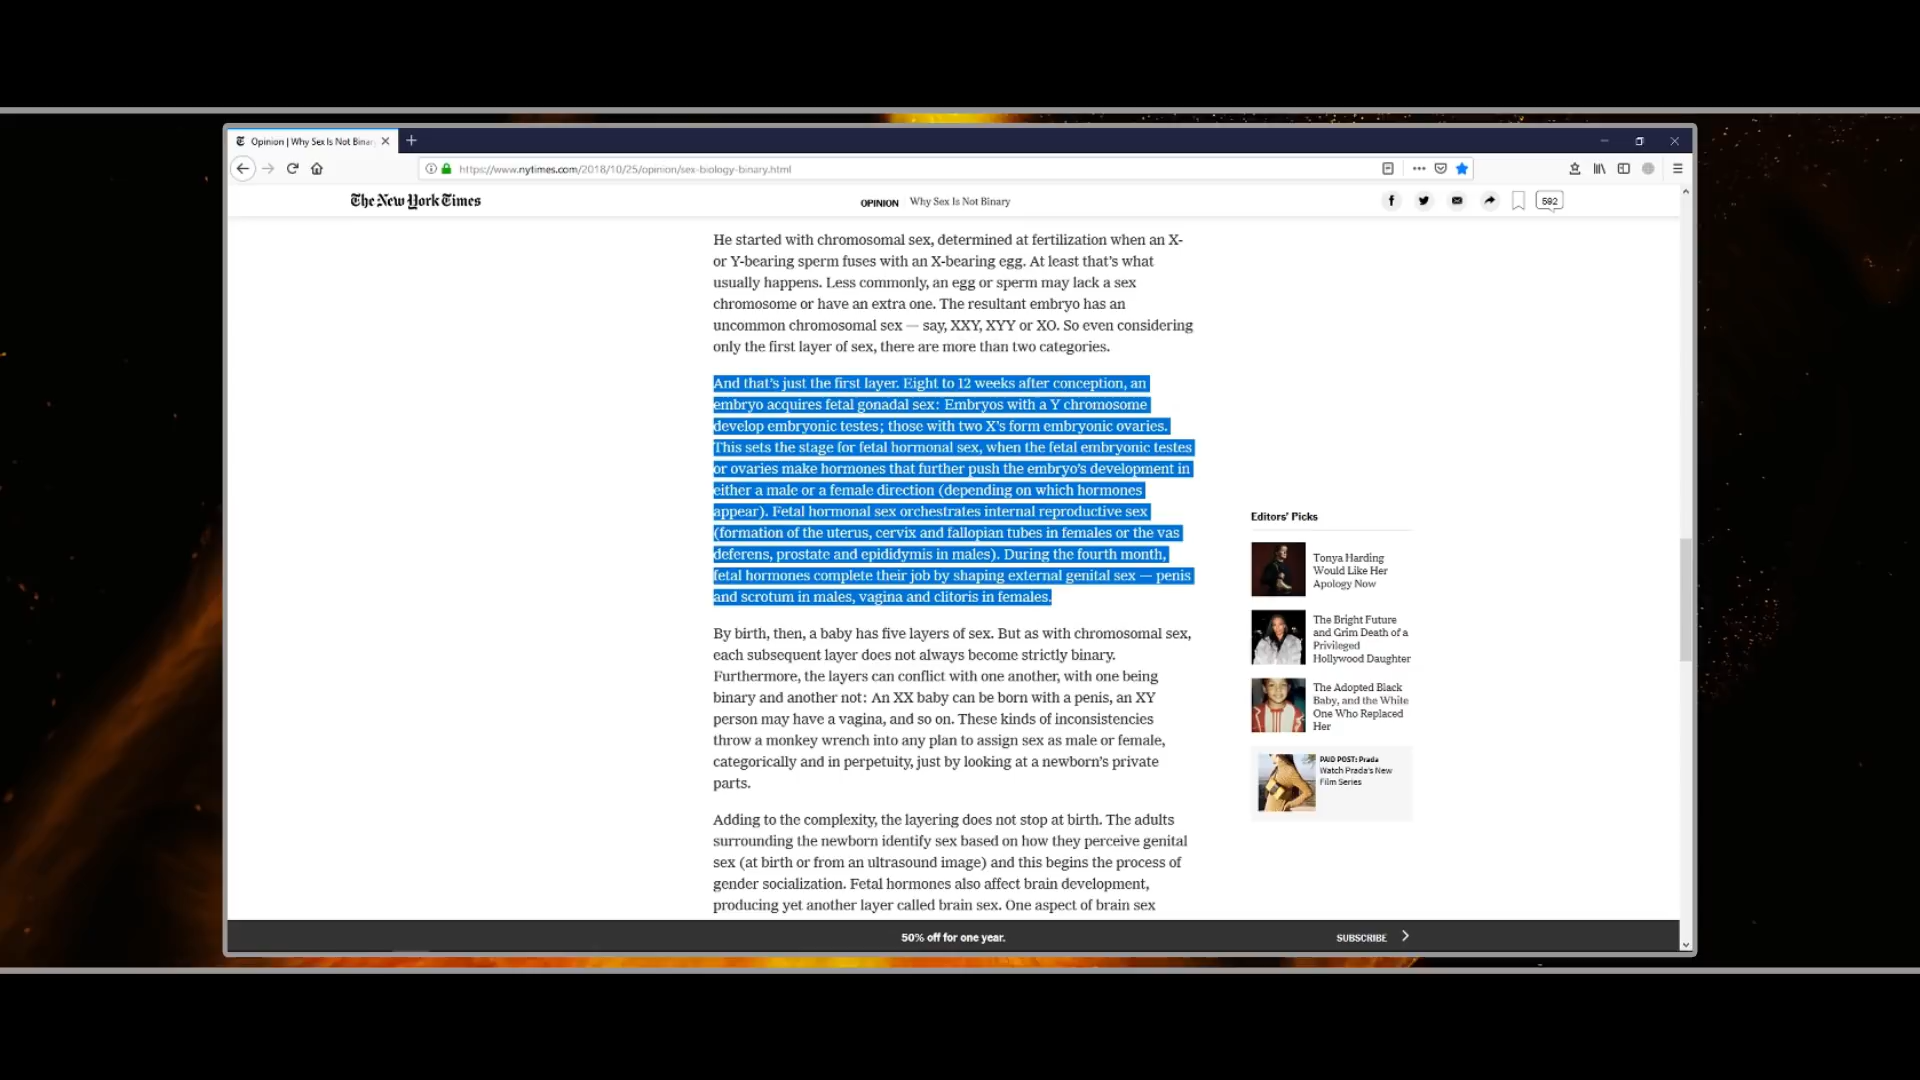 Opinion | Why Sex Is Not Binar
https://www.nytimes.com/2018/10/25/opinion/sex-biology-binary.html
The New York Times
OPINION Why Sex Is Not Binary
592
He started with chromosomal sex, determined at fertilization when an X-
or Y-bearing sperm fuses with an X-bearing egg. At least that's what
usually happens. Less commonly, an egg or sperm may lack a sex
chromosome or have an extra one. The resultant embryo has an
uncommon chromosomal sex — say, XXY, XYY or XO. So even considering
only the first layer of sex, there are more than two categories.
And that's just the first layer. Eight to 12 weeks after conception, an
embryo acquires fetal gonadal sex: Embryos with a Y chromosome
develop embryonic testes; those with two X's form embryonic ovaries.
This sets the stage for fetal hormonal sex, when the fetal embryonic testes
or ovaries make hormones that further push the embryo's development in
either a male or a female direction (depending on which hormones
appear). Fetal hormonal sex orchestrates internal reproductive sex
(formation of the uterus, cervix and fallopian tubes in females or the vas
deferens, prostate and epididymis in males). During the fourth month,
fetal hormones complete their job by shaping external genital sex — penis
and scrotum in males, vagina and clitoris in females.
By birth, then, a baby has five layers of sex. But as with chromosomal sex,
each subsequent layer does not always become strictly binary.
Furthermore, the layers can conflict with one another, with one being
binary and another not: An XX baby can be born with a penis, an XY
person may have a vagina, and so on. These kinds of inconsistencies
throw a monkey wrench into any plan to assign sex as male or female,
categorically and in perpetuity, just by looking at a newborn's private
parts.
Adding to the complexity, the layering does not stop at birth. The adults
surrounding the newborn identify sex based on how they perceive genital
sex (at birth or from an ultrasound image) and this begins the process of
gender socialization. Fetal hormones also affect brain development,
producing yet another layer called brain sex. One aspect of brain sex
Editors' Picks
Tonya Harding
Would Like Her
Apology Now
The Bright Future
and Grim Death of a
Privileged
Hollywood Daughter
The Adopted Black
Baby, and the White
One Who Replaced
Her
PAID POST: Prada
Watch Prada's New
Film Series
50% off for one year.
SUBSCRIBE